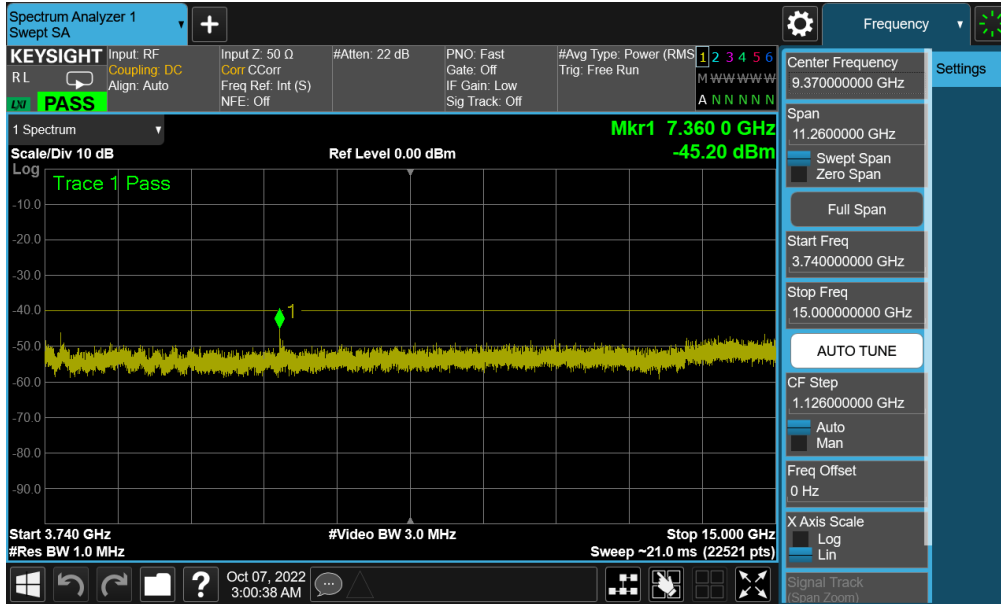 Spectrum Analyzer 1
Swept SA
Frequency
KEYSIGHT
RL
LXI
PASS
Input: RF
Coupling: DC
Align: Auto
Input Z: 50 Ω
Corr CCorr
Freq Ref: Int (S)
NFE: Off
#Atten: 22 dB
PNO: Fast
Gate: Off
IF Gain: Low
Sig Track: Off
#Avg Type: Power (RMS
Trig: Free Run
1 2 3 4 5 6
M W W W W W
A N N N N N
1 Spectrum
Mkr1 7.360 0 GHz
Scale/Div 10 dB
Ref Level 0.00 dBm
-45.20 dBm
Log
Trace 1 Pass
-10.0
-20.0
-30.0
-40.0
1
-50.0
-60.0
-70.0
-80.0
-90.0
Start 3.740 GHz
#Video BW 3.0 MHz
Stop 15.000 GHz
#Res BW 1.0 MHz
Sweep ~21.0 ms (22521 pts)
?
Oct 07, 2022
3:00:38 AM
Center Frequency
9.370000000 GHz
Settings
Span
11.2600000 GHz
Swept Span
Zero Span
Full Span
Start Freq
3.740000000 GHz
Stop Freq
15.000000000 GHz
AUTO TUNE
CF Step
1.126000000 GHz
Auto
Man
Freq Offset
0 Hz
X Axis Scale
Log
Lin
Signal Track
(Span Zoom)